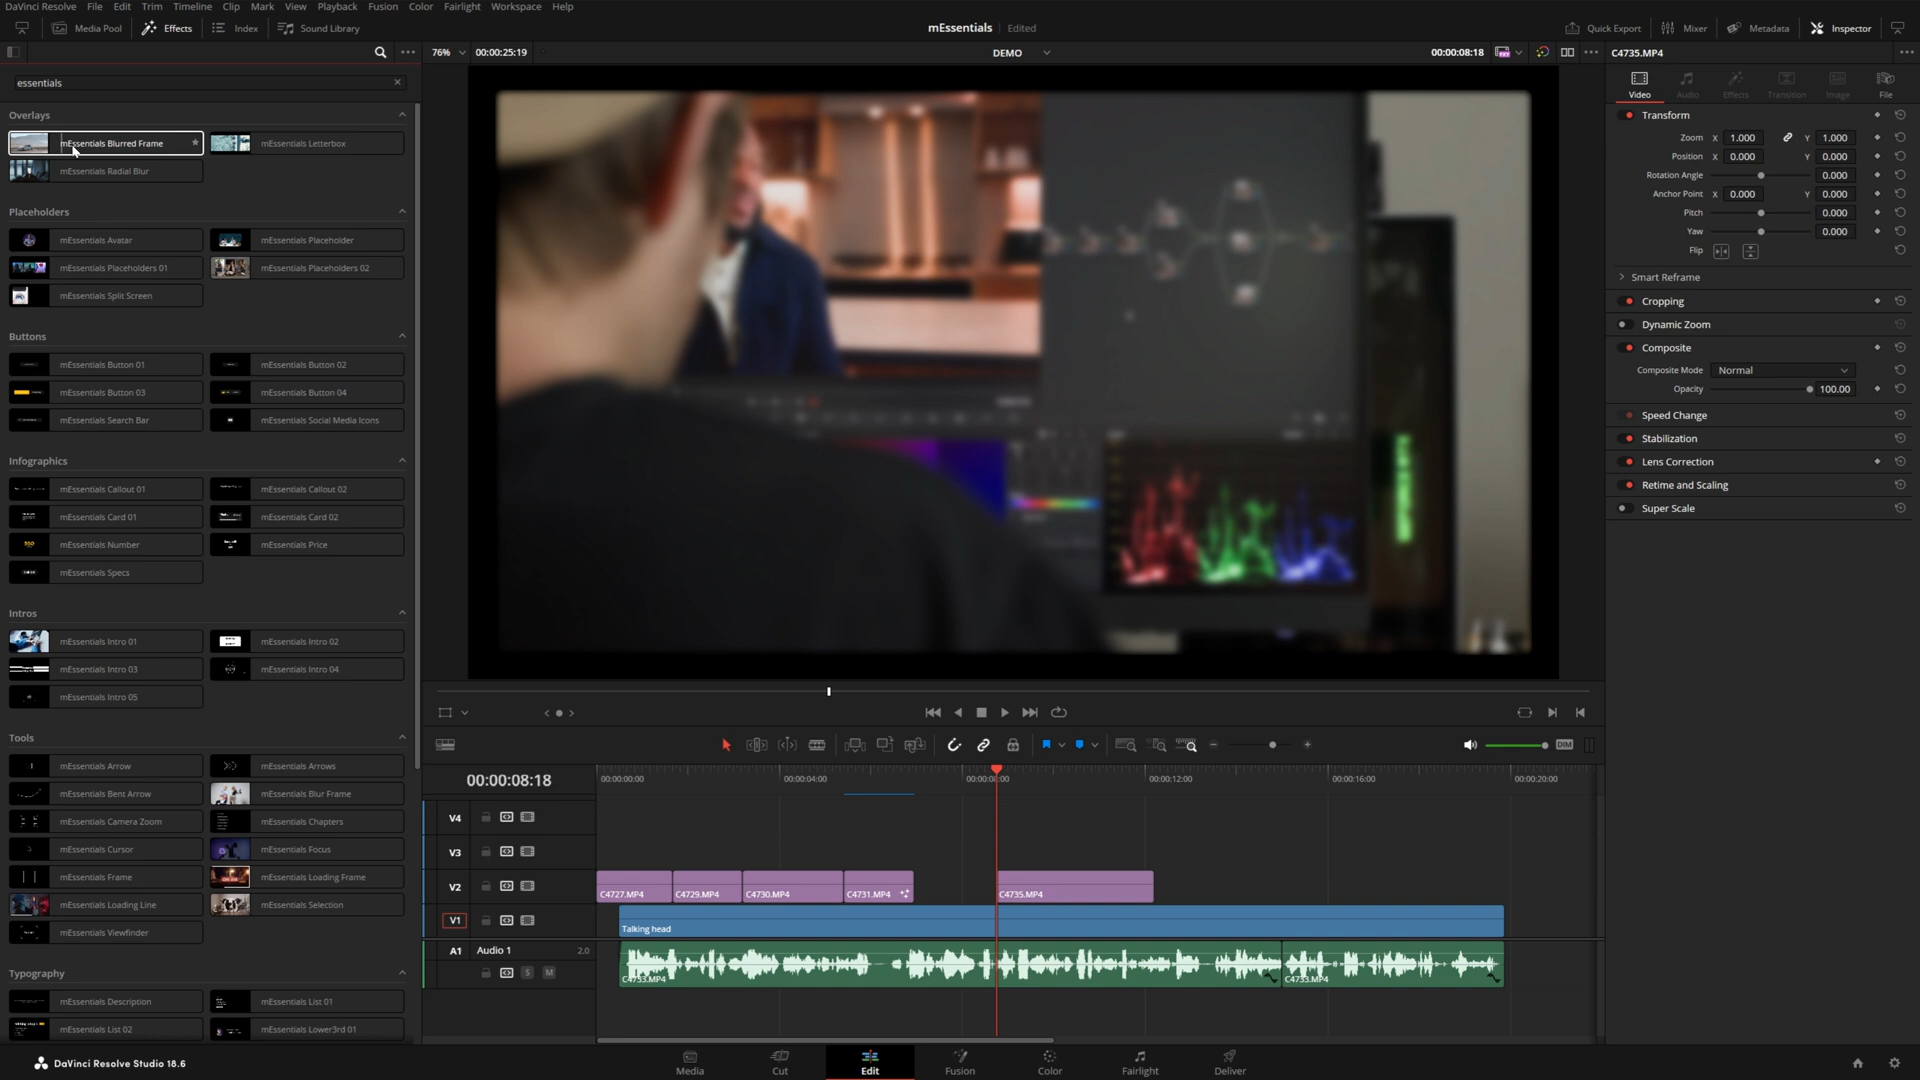 DaVinci Resolve File Edit Trim Timeline Clip Mark View Playback Fusion Color Fairlight Workspace Help
Media Pool Effects Index Sound Library
mEssentials Edited
Quick Export Mixer Metadata Inspector
76% 00:00:25:19 DEMO 00:00:08:18 C4735.MP4
essentials
Overlays
mEssentials Blurred Frame mEssentials Letterbox
mEssentials Radial Blur
Placeholders
mEssentials Avatar mEssentials Placeholder
mEssentials Placeholders 01 mEssentials Placeholders 02
mEssentials Split Screen
Buttons
mEssentials Button 01 mEssentials Button 02
mEssentials Button 03 mEssentials Button 04
mEssentials Search Bar mEssentials Social Media Icons
Infographics
mEssentials Callout 01 mEssentials Callout 02
mEssentials Card 01 mEssentials Card 02
mEssentials Number mEssentials Price
mEssentials Specs
Intros
mEssentials Intro 01 mEssentials Intro 02
mEssentials Intro 03 mEssentials Intro 04
mEssentials Intro 05
Tools
mEssentials Arrow mEssentials Arrows
mEssentials Bent Arrow mEssentials Blur Frame
mEssentials Camera Zoom mEssentials Chapters
mEssentials Cursor mEssentials Focus
mEssentials Frame mEssentials Loading Frame
mEssentials Loading Line mEssentials Selection
mEssentials Viewfinder
Typography
mEssentials Description mEssentials List 01
mEssentials List 02 mEssentials Lower3rd 01
Video Audio Effects Transition Image File
Transform
Zoom X 1.000 Y 1.000
Position X 0.000 Y 0.000
Rotation Angle 0.000
Anchor Point X 0.000 Y 0.000
Pitch 0.000
Yaw 0.000
Flip
Smart Reframe
Cropping
Dynamic Zoom
Composite
Composite Mode Normal
Opacity 100.00
Speed Change
Stabilization
Lens Correction
Retime and Scaling
Super Scale
DIM
00:00:08:18
00:00:00:00 00:00:04:00 00:00:12:00 00:00:16:00 00:00:20:00
V4
V3
V2
C4727.MP4 C4729.MP4 C4730.MP4 C4731.MP4 C4735.MP4
V1
Talking head
A1 Audio 1 2.0
S M
C4733.MP4 C4733.MP4
DaVinci Resolve Studio 18.6
Media Cut Edit Fusion Color Fairlight Deliver